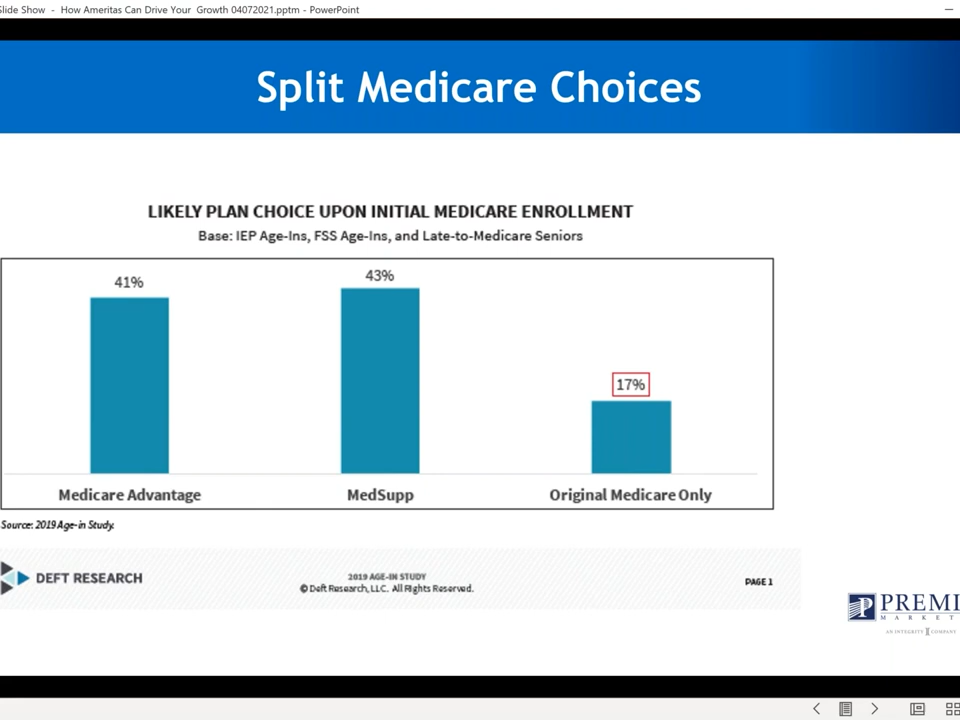 Slide Show - How Ameritas Can Drive Your Growth 04072021.pptm - PowerPoint
Split Medicare Choices
LIKELY PLAN CHOICE UPON INITIAL MEDICARE ENROLLMENT
Base: IEP Age-Ins, FSS Age-Ins, and Late-to-Medicare Seniors
41%
43%
17%
Medicare Advantage
MedSupp
Original Medicare Only
Source: 2019 Age-in Study.
DEFT RESEARCH
2019 AGE-IN STUDY
© Deft Research, LLC. All Rights Reserved.
PAGE 1
PREMI
MARKET
AN INTEGRITY COMPANY